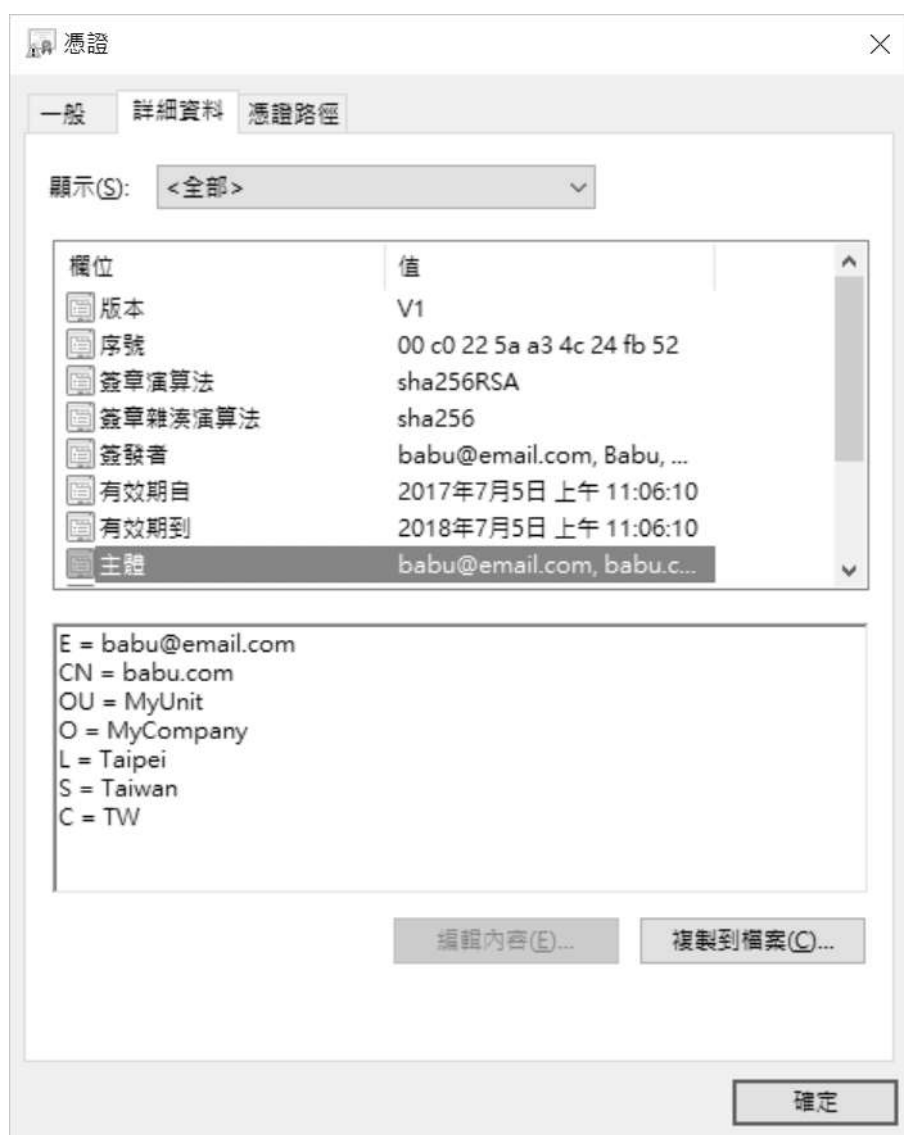 憑證
一般 詳細資料 憑證路徑
顯示(S): <全部>
欄位 值
版本 V1
序號 00 c0 22 5a a3 4c 24 fb 52
簽章演算法 sha256RSA
簽章雜湊演算法 sha256
簽發者 babu@email.com, Babu, ...
有效期自 2017年7月5日 上午 11:06:10
有效期到 2018年7月5日 上午 11:06:10
主體 babu@email.com, babu.c...
E = babu@email.com
CN = babu.com
OU = MyUnit
O = MyCompany
L = Taipei
S = Taiwan
C = TW
編輯內容(E)... 複製到檔案(C)...
確定